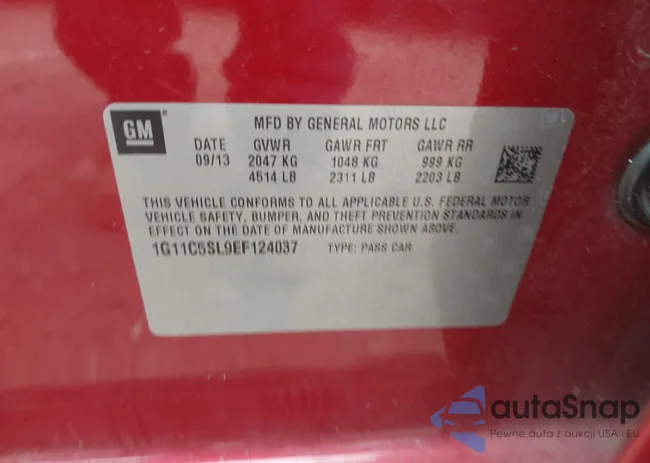 GM
MFD BY GENERAL MOTORS LLC
DATE GVWR GAWR FRT GAWR RR
09/13 2047 KG 1048 KG 999 KG
4514 LB 2311 LB 2203 LB
THIS VEHICLE CONFORMS TO ALL APPLICABLE U.S. FEDERAL MOTOR
VEHICLE SAFETY, BUMPER, AND THEFT PREVENTION STANDARDS IN
EFFECT ON THE DATE OF MANUFACTURE SHOWN ABOVE.
1G11C5SL9EF124037 TYPE: PASS CAR
autaSnap
Pewne auta z aukcji USA i EU